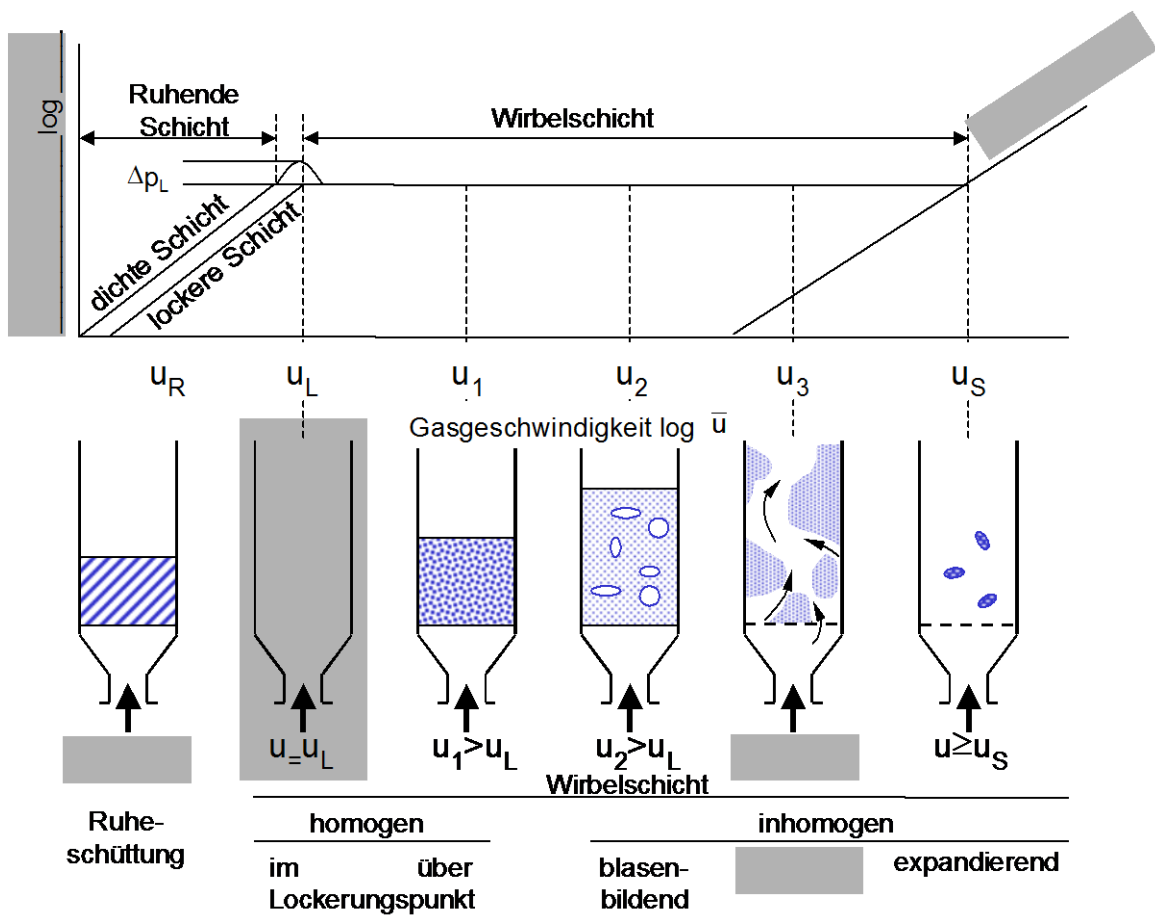 log
Ruhende
Schicht
Wirbelschicht
Δp_L
dichte Schicht
lockere Schicht
u_R u_L u_1 u_2 u_3 u_S
Gasgeschwindigkeit log u̅
u=u_L u_1>u_L u_2>u_L u≥u_S
Wirbelschicht
Ruhe-
schüttung
homogen
inhomogen
im über
Lockerungspunkt
blasen-
bildend
expandierend